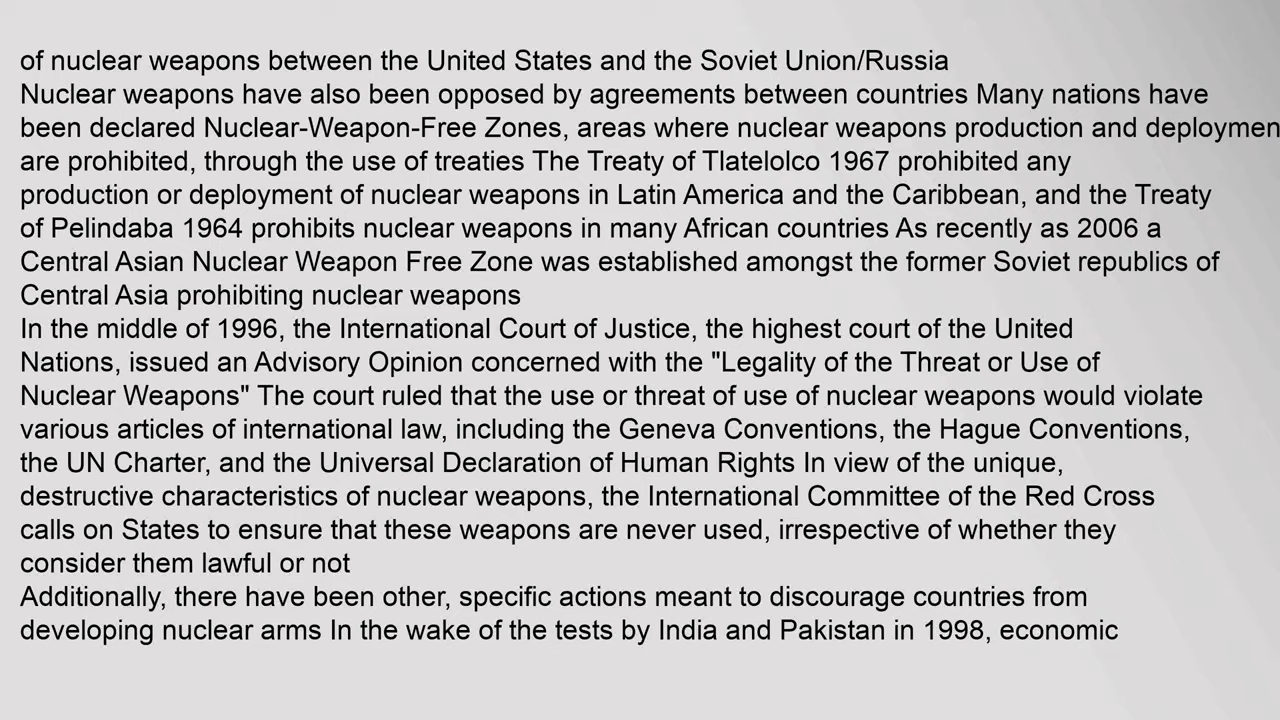 of nuclear weapons between the United States and the Soviet Union/Russia
Nuclear weapons have also been opposed by agreements between countries Many nations have
been declared Nuclear-Weapon-Free Zones, areas where nuclear weapons production and deploymen
are prohibited, through the use of treaties The Treaty of Tlatelolco 1967 prohibited any
production or deployment of nuclear weapons in Latin America and the Caribbean, and the Treaty
of Pelindaba 1964 prohibits nuclear weapons in many African countries As recently as 2006 a
Central Asian Nuclear Weapon Free Zone was established amongst the former Soviet republics of
Central Asia prohibiting nuclear weapons
In the middle of 1996, the International Court of Justice, the highest court of the United
Nations, issued an Advisory Opinion concerned with the "Legality of the Threat or Use of
Nuclear Weapons" The court ruled that the use or threat of use of nuclear weapons would violate
various articles of international law, including the Geneva Conventions, the Hague Conventions,
the UN Charter, and the Universal Declaration of Human Rights In view of the unique,
destructive characteristics of nuclear weapons, the International Committee of the Red Cross
calls on States to ensure that these weapons are never used, irrespective of whether they
consider them lawful or not
Additionally, there have been other, specific actions meant to discourage countries from
developing nuclear arms In the wake of the tests by India and Pakistan in 1998, economic